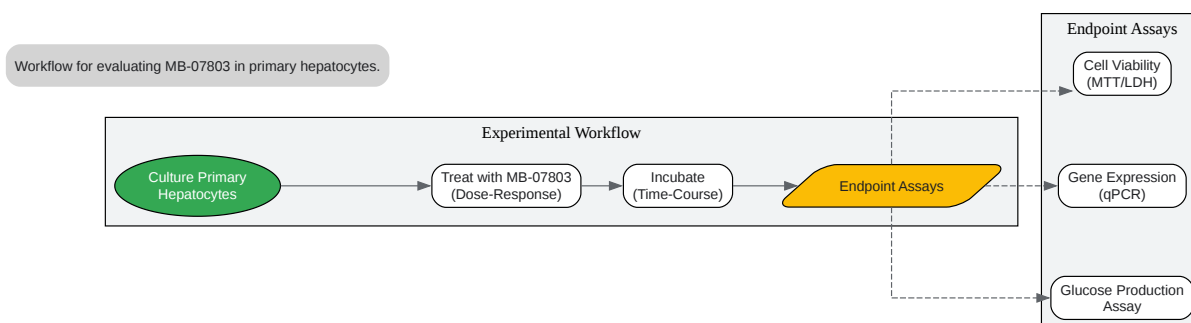 Workflow for evaluating MB-07803 in primary hepatocytes.
Experimental Workflow
Culture Primary
Hepatocytes
Treat with MB-07803
(Dose-Response)
Incubate
(Time-Course)
Endpoint Assays
Endpoint Assays
Cell Viability
(MTT/LDH)
Gene Expression
(qPCR)
Glucose Production
Assay